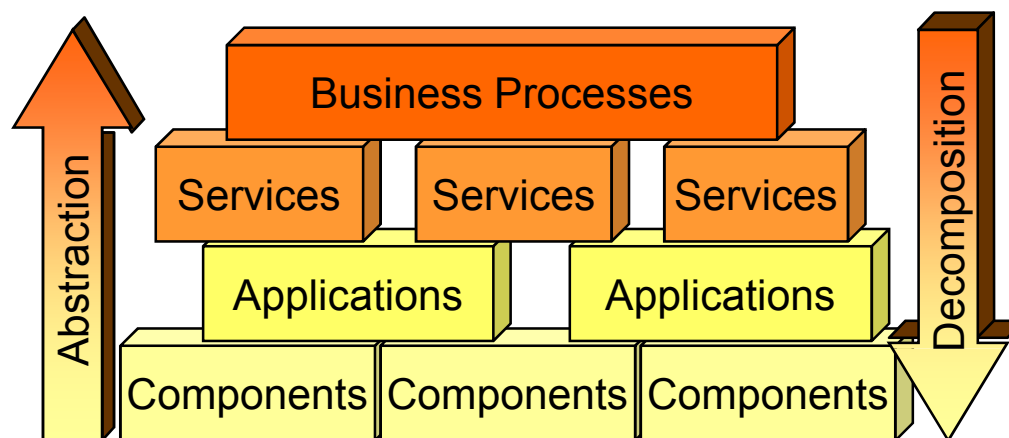 Business Processes
Services
Services
Services
Applications
Applications
Components
Components
Components
Abstraction
Decomposition